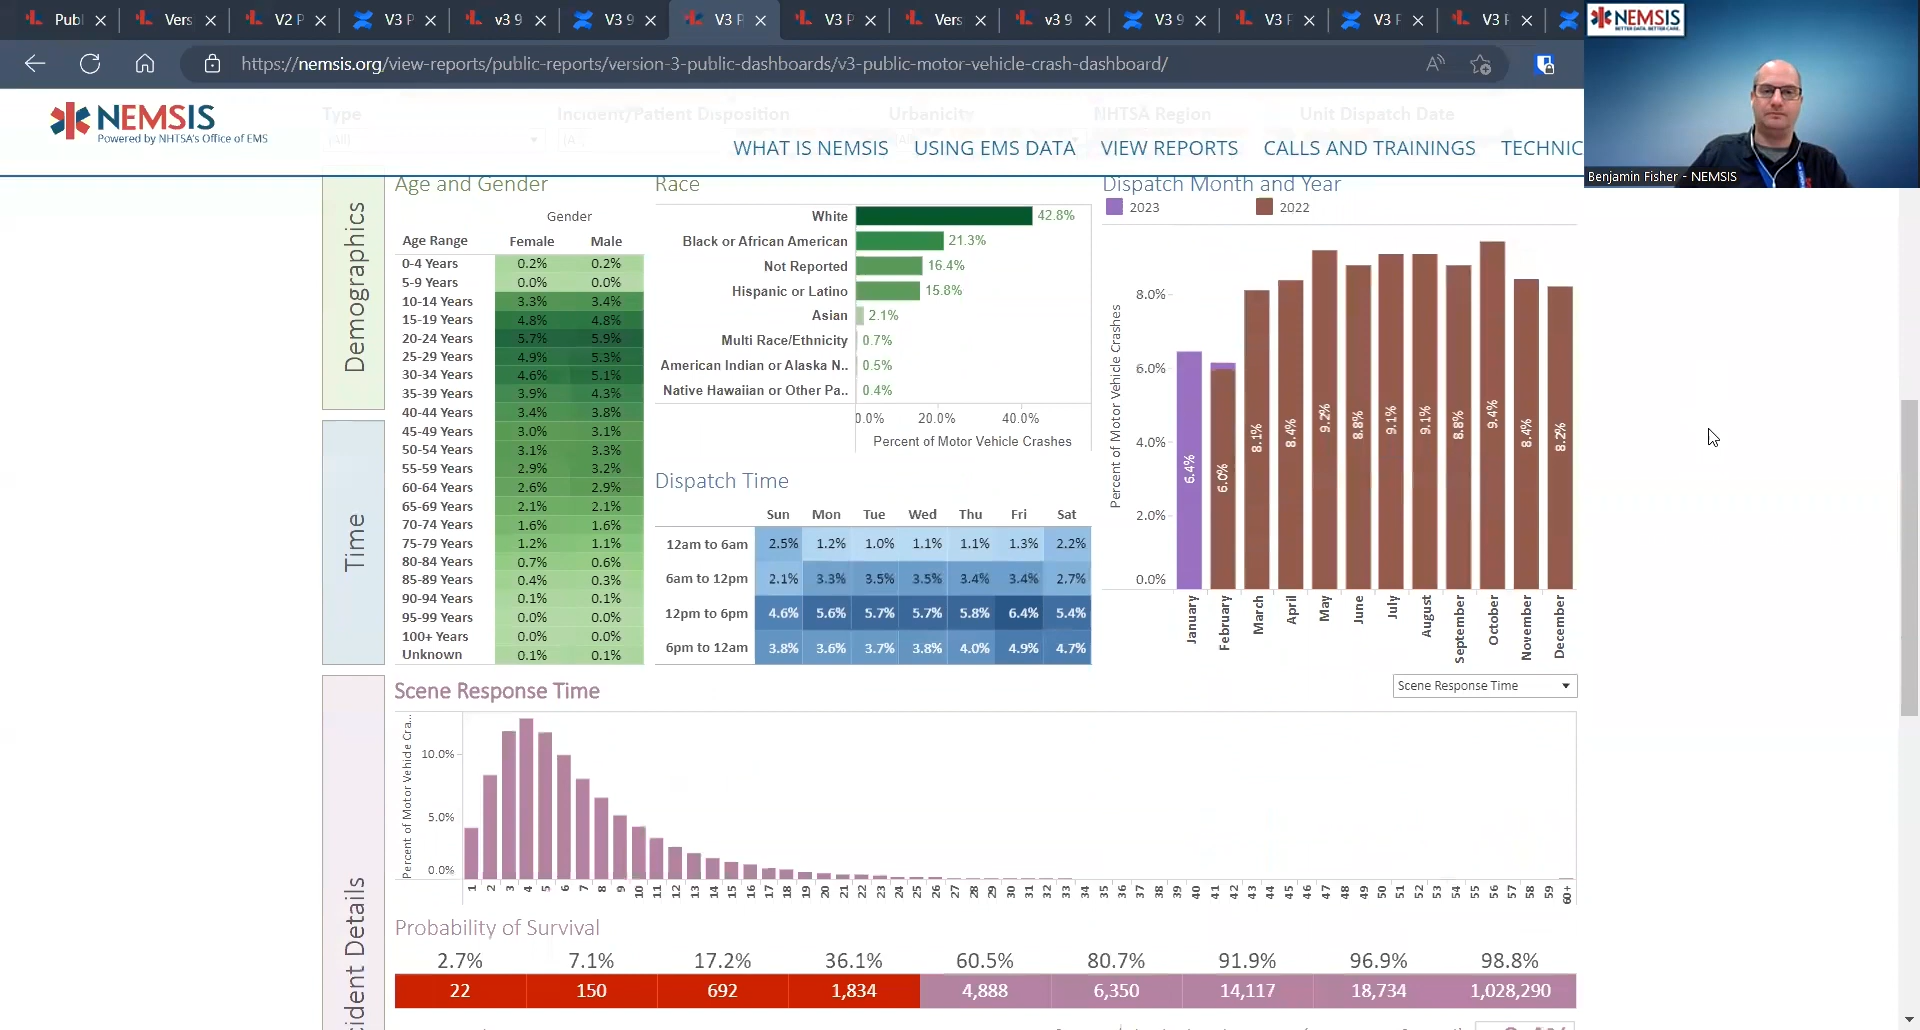 Publ
Vers
V2 P
V3 P
v3 9
V3 9
V3 P
V3 P
Vers
v3 9
V3 9
V3 F
V3 F
V3 F
NEMSIS
BETTER DATA. BETTER CARE.
https://nemsis.org/view-reports/public-reports/version-3-public-dashboards/v3-public-motor-vehicle-crash-dashboard/
NEMSIS
Powered by NHTSA's Office of EMS
Type Incident/Patient Disposition Urbanicity NHTSA Region Unit Dispatch Date
WHAT IS NEMSIS USING EMS DATA VIEW REPORTS CALLS AND TRAININGS TECHNIC
Benjamin Fisher - NEMSIS
Demographics
Age and Gender
Gender
Age Range Female Male
0-4 Years 0.2% 0.2%
5-9 Years 0.0% 0.0%
10-14 Years 3.3% 3.4%
15-19 Years 4.8% 4.8%
20-24 Years 5.7% 5.9%
25-29 Years 4.9% 5.3%
30-34 Years 4.6% 5.1%
35-39 Years 3.9% 4.3%
40-44 Years 3.4% 3.8%
45-49 Years 3.0% 3.1%
50-54 Years 3.1% 3.3%
55-59 Years 2.9% 3.2%
60-64 Years 2.6% 2.9%
65-69 Years 2.1% 2.1%
70-74 Years 1.6% 1.6%
75-79 Years 1.2% 1.1%
80-84 Years 0.7% 0.6%
85-89 Years 0.4% 0.3%
90-94 Years 0.1% 0.1%
95-99 Years 0.0% 0.0%
100+ Years 0.0% 0.0%
Unknown 0.1% 0.1%
Race
White 42.8%
Black or African American 21.3%
Not Reported 16.4%
Hispanic or Latino 15.8%
Asian 2.1%
Multi Race/Ethnicity 0.7%
American Indian or Alaska N.. 0.5%
Native Hawaiian or Other Pa.. 0.4%
0.0% 20.0% 40.0%
Percent of Motor Vehicle Crashes
Time
Dispatch Time
Sun Mon Tue Wed Thu Fri Sat
12am to 6am 2.5% 1.2% 1.0% 1.1% 1.1% 1.3% 2.2%
6am to 12pm 2.1% 3.3% 3.5% 3.5% 3.4% 3.4% 2.7%
12pm to 6pm 4.6% 5.6% 5.7% 5.7% 5.8% 6.4% 5.4%
6pm to 12am 3.8% 3.6% 3.7% 3.8% 4.0% 4.9% 4.7%
Dispatch Month and Year
2023 2022
Percent of Motor Vehicle Crashes
8.0%
6.0%
4.0%
2.0%
0.0%
6.4% 6.0% 8.1% 8.4% 9.2% 8.8% 9.1% 9.1% 8.8% 9.4% 8.4% 8.2%
January February March April May June July August September October November December
ident Details
Scene Response Time
Scene Response Time
Percent of Motor Vehicle Cra..
10.0%
5.0%
0.0%
1 2 3 4 5 6 7 8 9 10 11 12 13 14 15 16 17 18 19 20 21 22 23 24 25 26 27 28 29 30 31 32 33 34 35 36 37 38 39 40 41 42 43 44 45 46 47 48 49 50 51 52 53 54 55 56 57 58 59 60+
Probability of Survival
2.7% 7.1% 17.2% 36.1% 60.5% 80.7% 91.9% 96.9% 98.8%
22 150 692 1,834 4,888 6,350 14,117 18,734 1,028,290